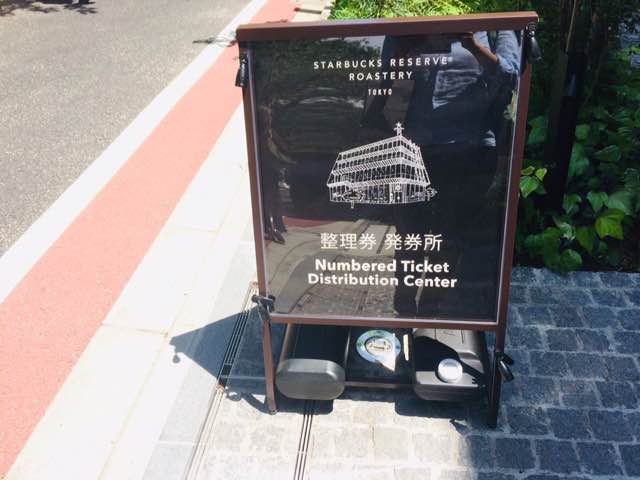 STARBUCKS RESERVE®
ROASTERY
TOKYO
整理券 発券所
Numbered Ticket
Distribution Center